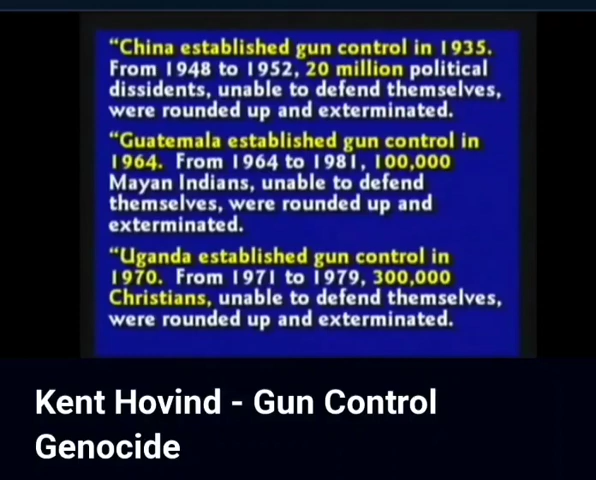 “China established gun control in 1935.
From 1948 to 1952, 20 million political
dissidents, unable to defend themselves,
were rounded up and exterminated.
“Guatemala established gun control in
1964. From 1964 to 1981, 100,000
Mayan Indians, unable to defend
themselves, were rounded up and
exterminated.
“Uganda established gun control in
1970. From 1971 to 1979, 300,000
Christians, unable to defend themselves,
were rounded up and exterminated.
Kent Hovind - Gun Control
Genocide